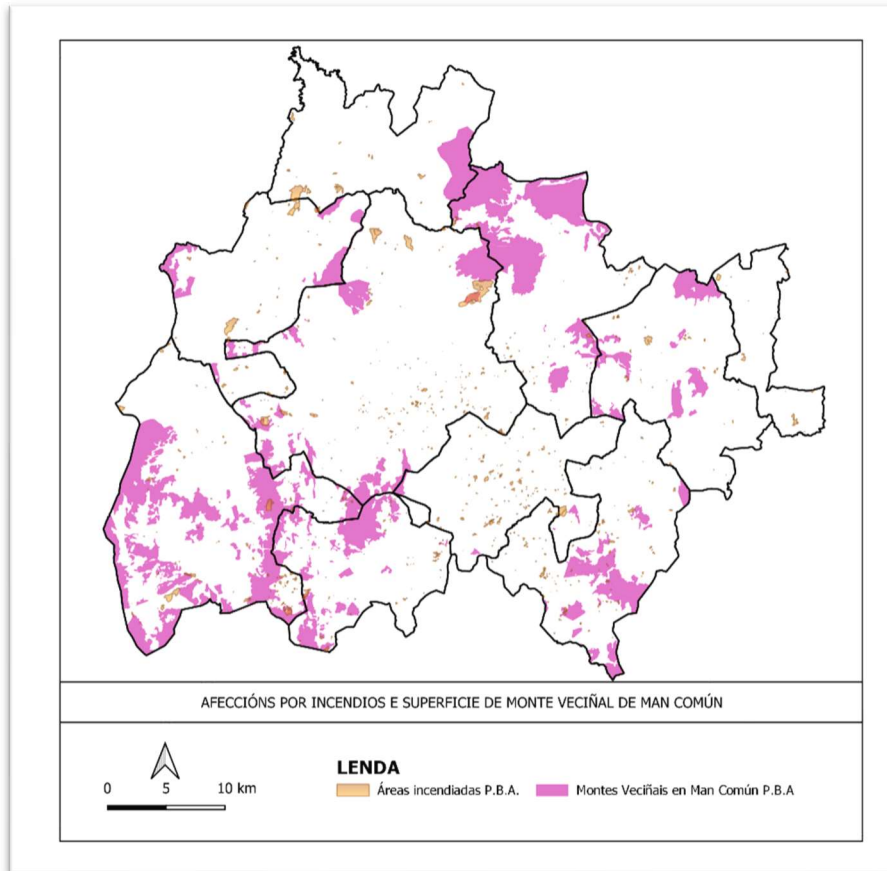 AFECCIÓNS POR INCENDIOS E SUPERFICIE DE MONTE VECIÑAL DE MAN COMÚN
0 5 10 km
LENDA
Áreas incendiadas P.B.A.
Montes Veciñais en Man Común P.B.A